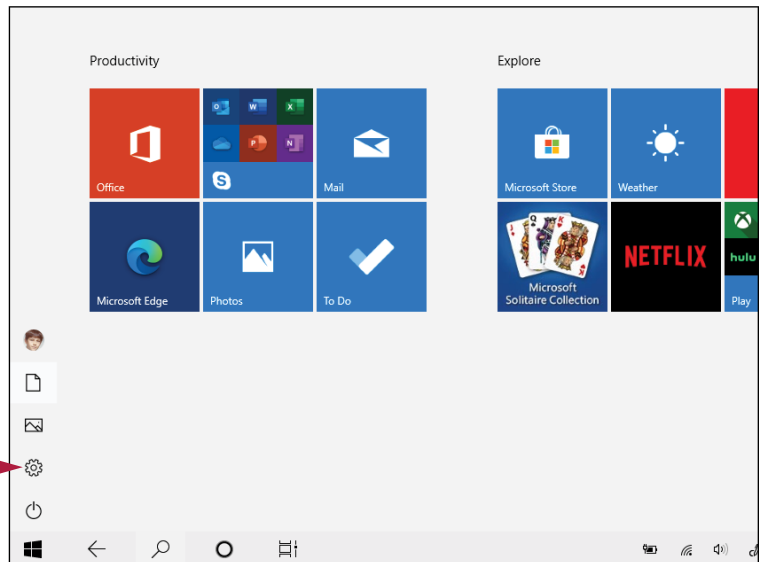 Productivity
Explore
Office
Mail
Microsoft Store
Weather
Microsoft Edge
Photos
To Do
Microsoft
Solitaire Collection
NETFLIX
hulu
Play